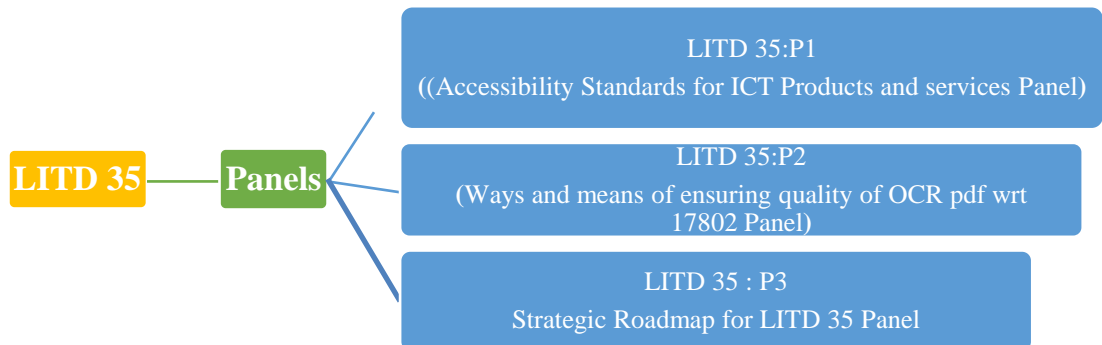 LITD 35
Panels
LITD 35:P1
((Accessibility Standards for ICT Products and services Panel)
LITD 35:P2
(Ways and means of ensuring quality of OCR pdf wrt
17802 Panel)
LITD 35 : P3
Strategic Roadmap for LITD 35 Panel